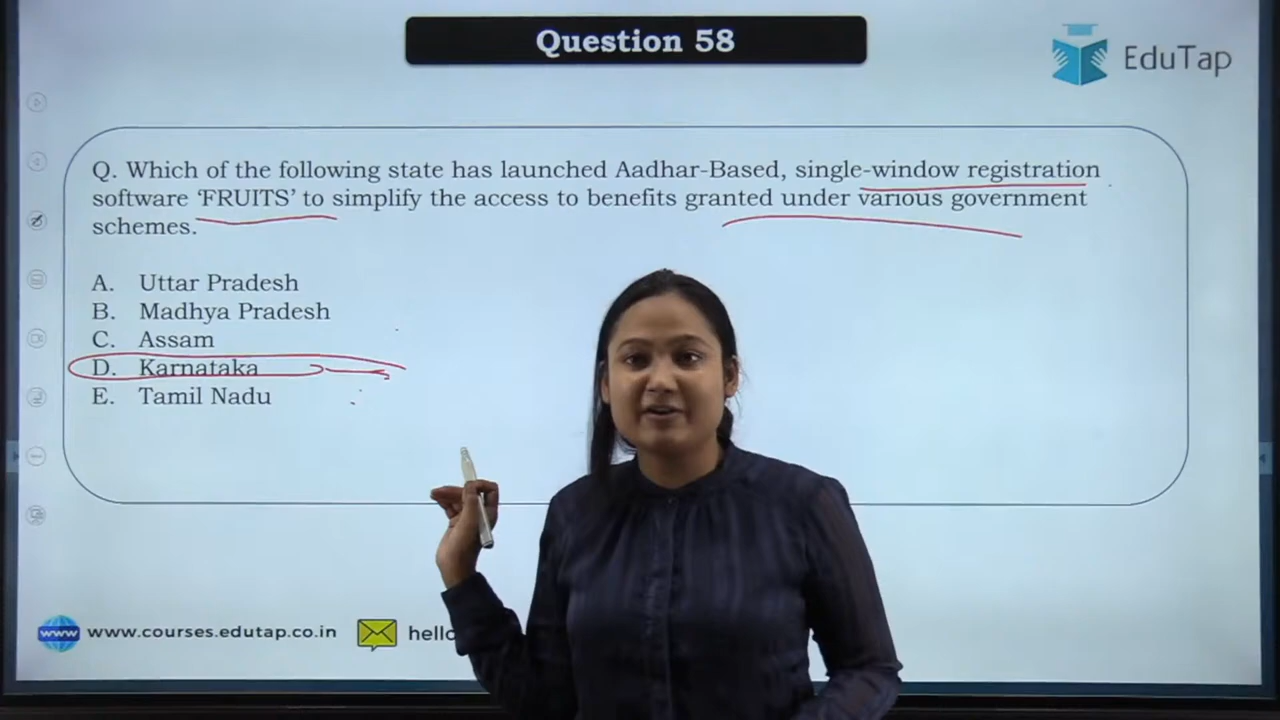 Question 58
EduTap
Q. Which of the following state has launched Aadhar-Based, single-window registration
software ‘FRUITS’ to simplify the access to benefits granted under various government
schemes.
A. Uttar Pradesh
B. Madhya Pradesh
C. Assam
D. Karnataka
E. Tamil Nadu
www www.courses.edutap.co.in hello